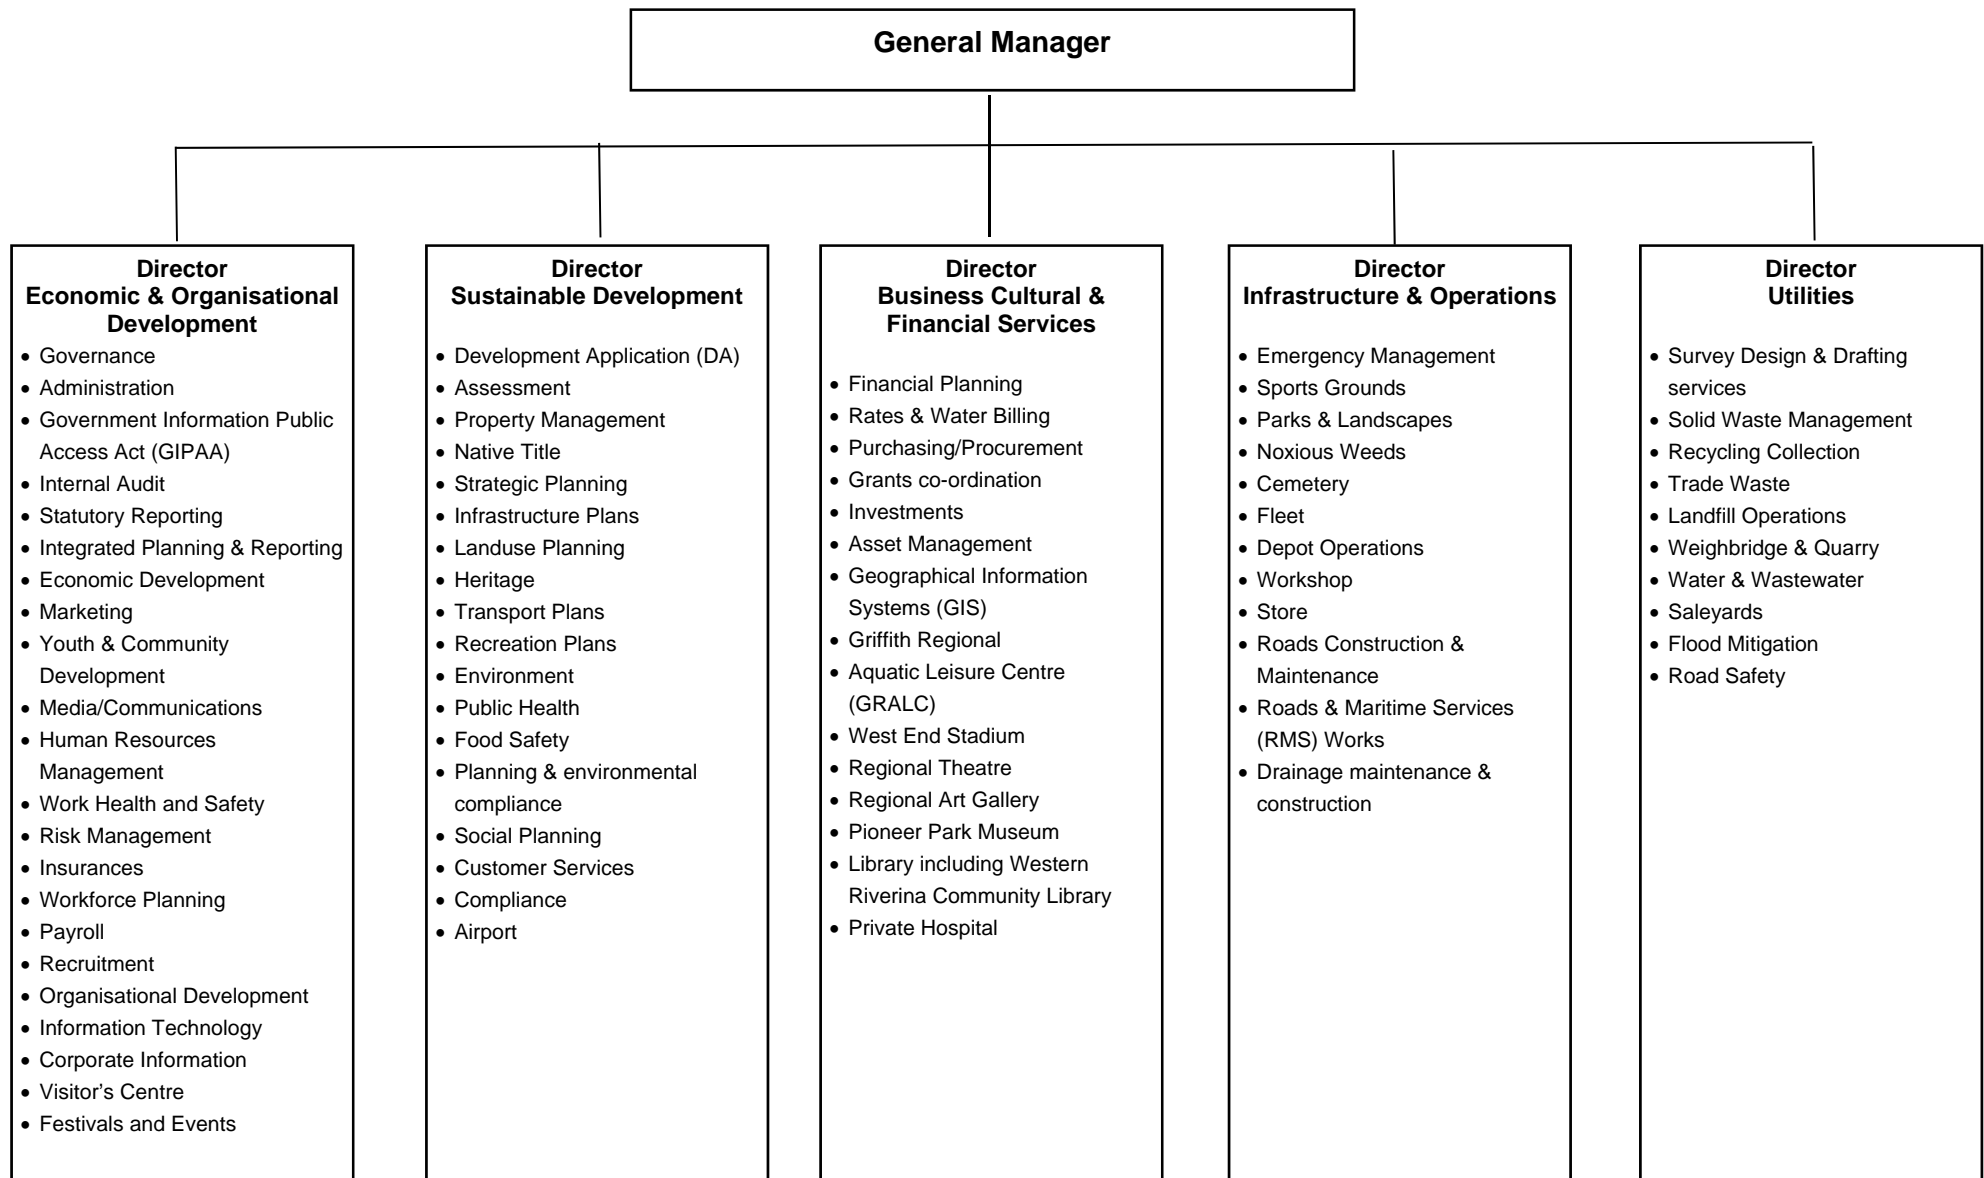 General Manager
Director
Economic & Organisational
Development
• Governance
• Administration
• Government Information Public
Access Act (GIPAA)
• Internal Audit
• Statutory Reporting
• Integrated Planning & Reporting
• Economic Development
• Marketing
• Youth & Community
Development
• Media/Communications
• Human Resources
Management
• Work Health and Safety
• Risk Management
• Insurances
• Workforce Planning
• Payroll
• Recruitment
• Organisational Development
• Information Technology
• Corporate Information
• Visitor’s Centre
• Festivals and Events
Director
Sustainable Development
• Development Application (DA)
• Assessment
• Property Management
• Native Title
• Strategic Planning
• Infrastructure Plans
• Landuse Planning
• Heritage
• Transport Plans
• Recreation Plans
• Environment
• Public Health
• Food Safety
• Planning & environmental
compliance
• Social Planning
• Customer Services
• Compliance
• Airport
Director
Business Cultural &
Financial Services
• Financial Planning
• Rates & Water Billing
• Purchasing/Procurement
• Grants co-ordination
• Investments
• Asset Management
• Geographical Information
Systems (GIS)
• Griffith Regional
• Aquatic Leisure Centre
(GRALC)
• West End Stadium
• Regional Theatre
• Regional Art Gallery
• Pioneer Park Museum
• Library including Western
Riverina Community Library
• Private Hospital
Director
Infrastructure & Operations
• Emergency Management
• Sports Grounds
• Parks & Landscapes
• Noxious Weeds
• Cemetery
• Fleet
• Depot Operations
• Workshop
• Store
• Roads Construction &
Maintenance
• Roads & Maritime Services
(RMS) Works
• Drainage maintenance &
construction
Director
Utilities
• Survey Design & Drafting
services
• Solid Waste Management
• Recycling Collection
• Trade Waste
• Landfill Operations
• Weighbridge & Quarry
• Water & Wastewater
• Saleyards
• Flood Mitigation
• Road Safety